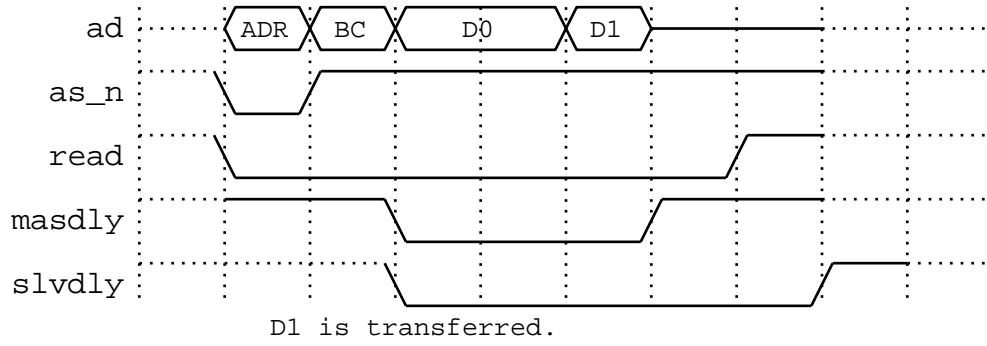 ad ADR BC D0 D1
as_n
read
masdly
slvdly
D1 is transferred.